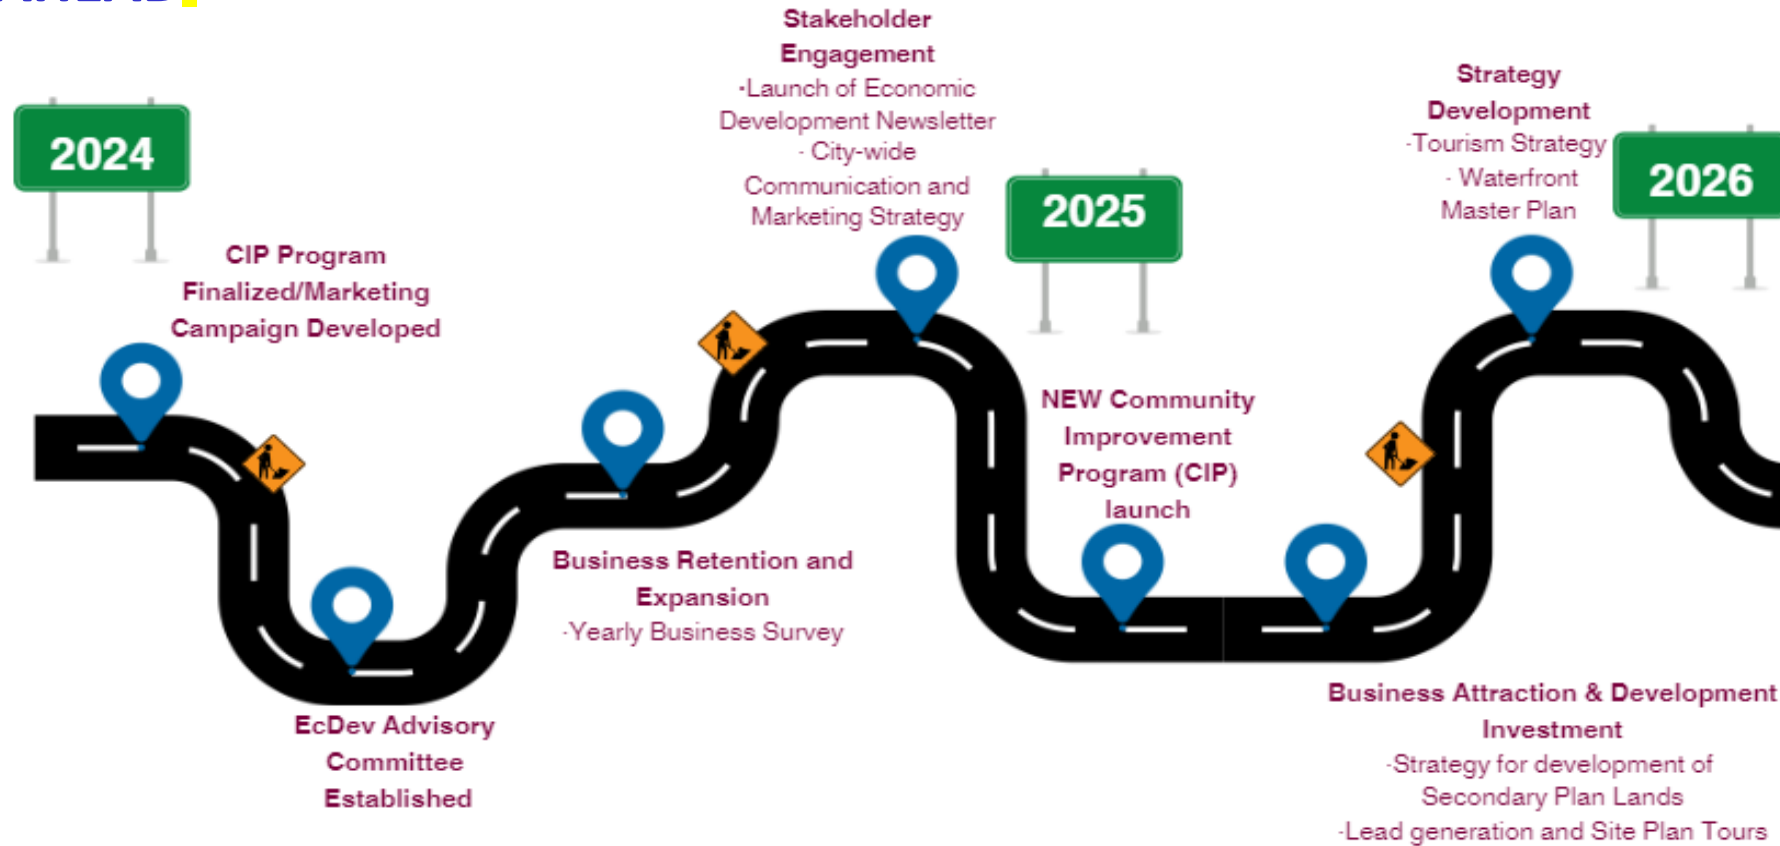 AHEAD
2024
CIP Program
Finalized/Marketing
Campaign Developed
EcDev Advisory
Committee
Established
Business Retention and
Expansion
-Yearly Business Survey
Stakeholder
Engagement
-Launch of Economic
Development Newsletter
- City-wide
Communication and
Marketing Strategy
2025
NEW Community
Improvement
Program (CIP)
launch
Business Attraction & Development
Investment
-Strategy for development of
Secondary Plan Lands
-Lead generation and Site Plan Tours
Strategy
Development
-Tourism Strategy
- Waterfront
Master Plan
2026